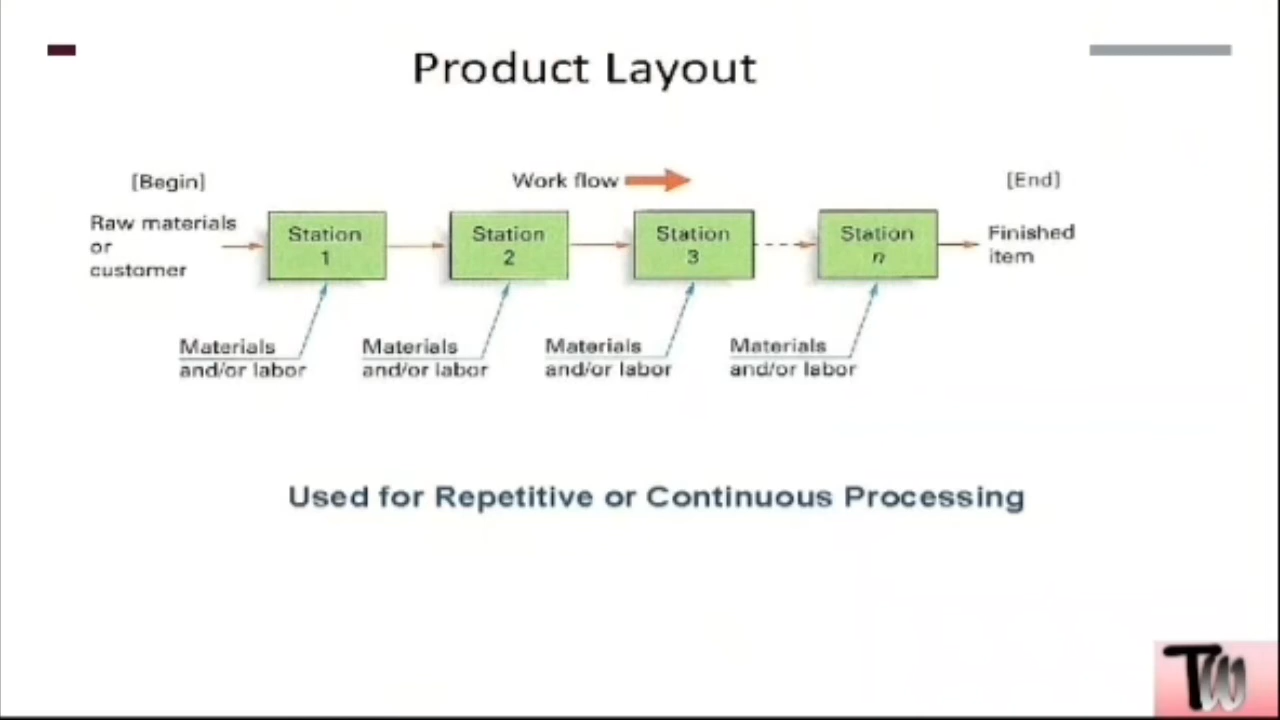 Product Layout
[Begin]
Work flow
[End]
Raw materials
or
customer
Station
1
Station
2
Station
3
Station
n
Finished
item
Materials
and/or labor
Materials
and/or labor
Materials
and/or labor
Materials
and/or labor
Used for Repetitive or Continuous Processing
TW